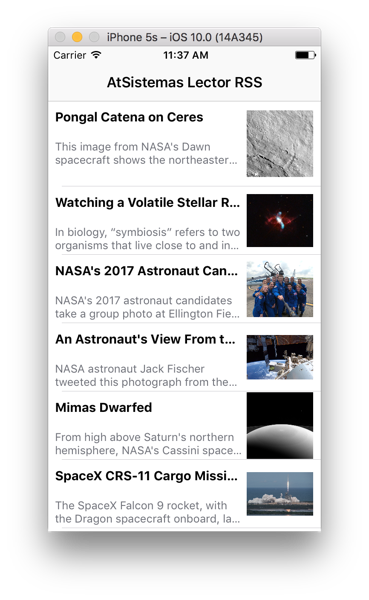 iPhone 5s – iOS 10.0 (14A345)
Carrier 11:37 AM
AtSistemas Lector RSS
Pongal Catena on Ceres
This image from NASA's Dawn
spacecraft shows the northeaster...
Watching a Volatile Stellar R...
In biology, “symbiosis” refers to two
organisms that live close to and in...
NASA's 2017 Astronaut Can...
NASA's 2017 astronaut candidates
take a group photo at Ellington Fie...
An Astronaut's View From t...
NASA astronaut Jack Fischer
tweeted this photograph from the...
Mimas Dwarfed
From high above Saturn's northern
hemisphere, NASA's Cassini space...
SpaceX CRS-11 Cargo Missi...
The SpaceX Falcon 9 rocket, with
the Dragon spacecraft onboard, la...